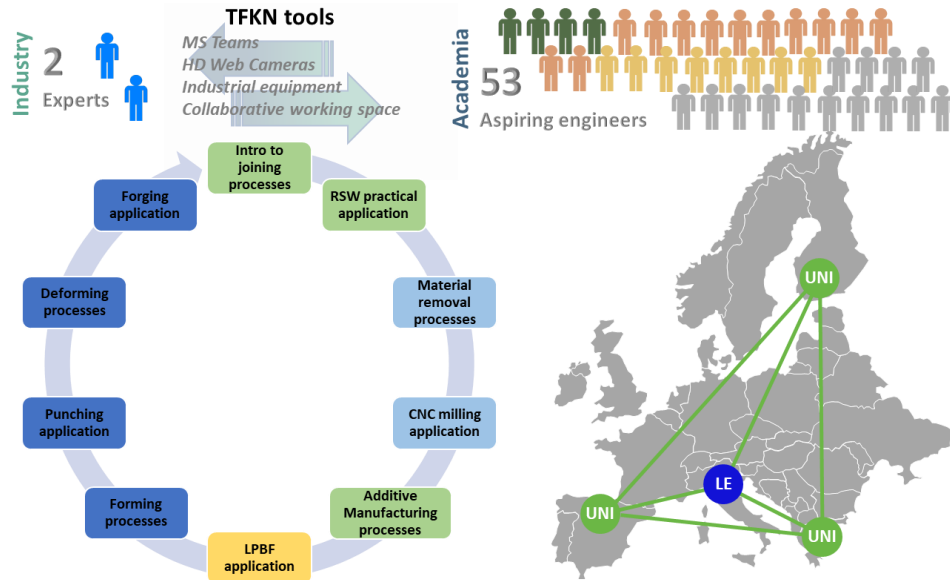 TFKN tools
Industry
2
Experts
MS Teams
HD Web Cameras
Industrial equipment
Collaborative working space
Academia
53
Aspiring engineers
Intro to
joining
processes
RSW practical
application
Material
removal
processes
CNC milling
application
Additive
Manufacturing
processes
LPBF
application
Forming
processes
Punching
application
Deforming
processes
Forging
application
UNI
LE
UNI
UNI